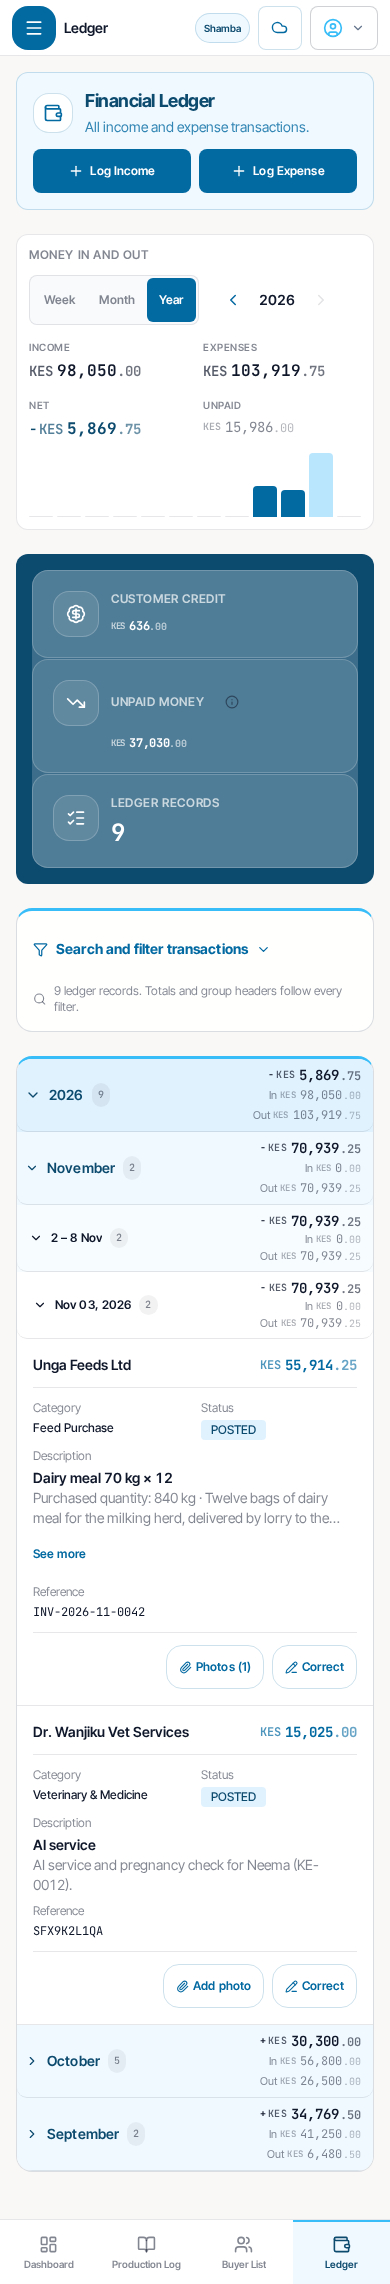 Ledger
Shamba
Financial Ledger
All income and expense transactions.
Log Income
Log Expense
MONEY IN AND OUT
Week Month Year
2026
INCOME
KES 98,050.00
EXPENSES
KES 103,919.75
NET
-KES 5,869.75
UNPAID
KES 15,986.00
CUSTOMER CREDIT
KES 636.00
UNPAID MONEY
KES 37,030.00
LEDGER RECORDS
9
Search and filter transactions
9 ledger records. Totals and group headers follow every
filter.
2026 9
-KES 5,869.75
In KES 98,050.00
Out KES 103,919.75
November 2
-KES 70,939.25
In KES 0.00
Out KES 70,939.25
2 – 8 Nov 2
-KES 70,939.25
In KES 0.00
Out KES 70,939.25
Nov 03, 2026 2
-KES 70,939.25
In KES 0.00
Out KES 70,939.25
Unga Feeds Ltd
KES 55,914.25
Category
Feed Purchase
Status
POSTED
Description
Dairy meal 70 kg × 12
Purchased quantity: 840 kg · Twelve bags of dairy
meal for the milking herd, delivered by lorry to the...
See more
Reference
INV-2026-11-0042
Photos (1)
Correct
Dr. Wanjiku Vet Services
KES 15,025.00
Category
Veterinary & Medicine
Status
POSTED
Description
AI service
AI service and pregnancy check for Neema (KE-
0012).
Reference
SFX9K2L1QA
Add photo
Correct
October 5
+KES 30,300.00
In KES 56,800.00
Out KES 26,500.00
September 2
+KES 34,769.50
In KES 41,250.00
Out KES 6,480.50
Dashboard
Production Log
Buyer List
Ledger